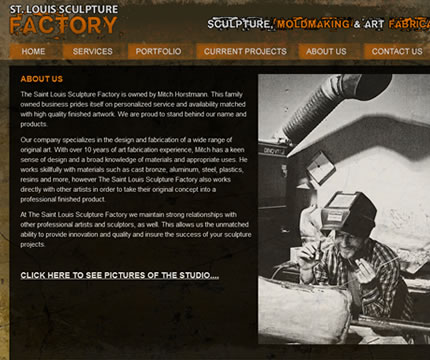 ST. LOUIS SCULPTURE
FACTORY
SCULPTURE, MOLDMAKING & ART
HOME SERVICES PORTFOLIO CURRENT PROJECTS ABOUT US CONTACT US
ABOUT US
The Saint Louis Sculpture Factory is owned by Mitch Horstmann. This family
owned business prides itself on personalized service and availability matched
with high quality finished artwork. We are proud to stand behind our name and
products.
Our company specializes in the design and fabrication of a wide range of
original art. With over 10 years of art fabrication experience, Mitch has a keen
sense of design and a broad knowledge of materials and appropriate uses. He
works skillfully with materials such as cast bronze, aluminum, steel, plastics,
resins and more, however The Saint Louis Sculpture Factory also works
directly with other artists in order to take their original concept into a
professional finished product.
At The Saint Louis Sculpture Factory we maintain strong relationships with
other professional artists and sculptors, as well. This allows us the unmatched
ability to provide innovation and quality and insure the success of your sculpture
projects.
CLICK HERE TO SEE PICTURES OF THE STUDIO....